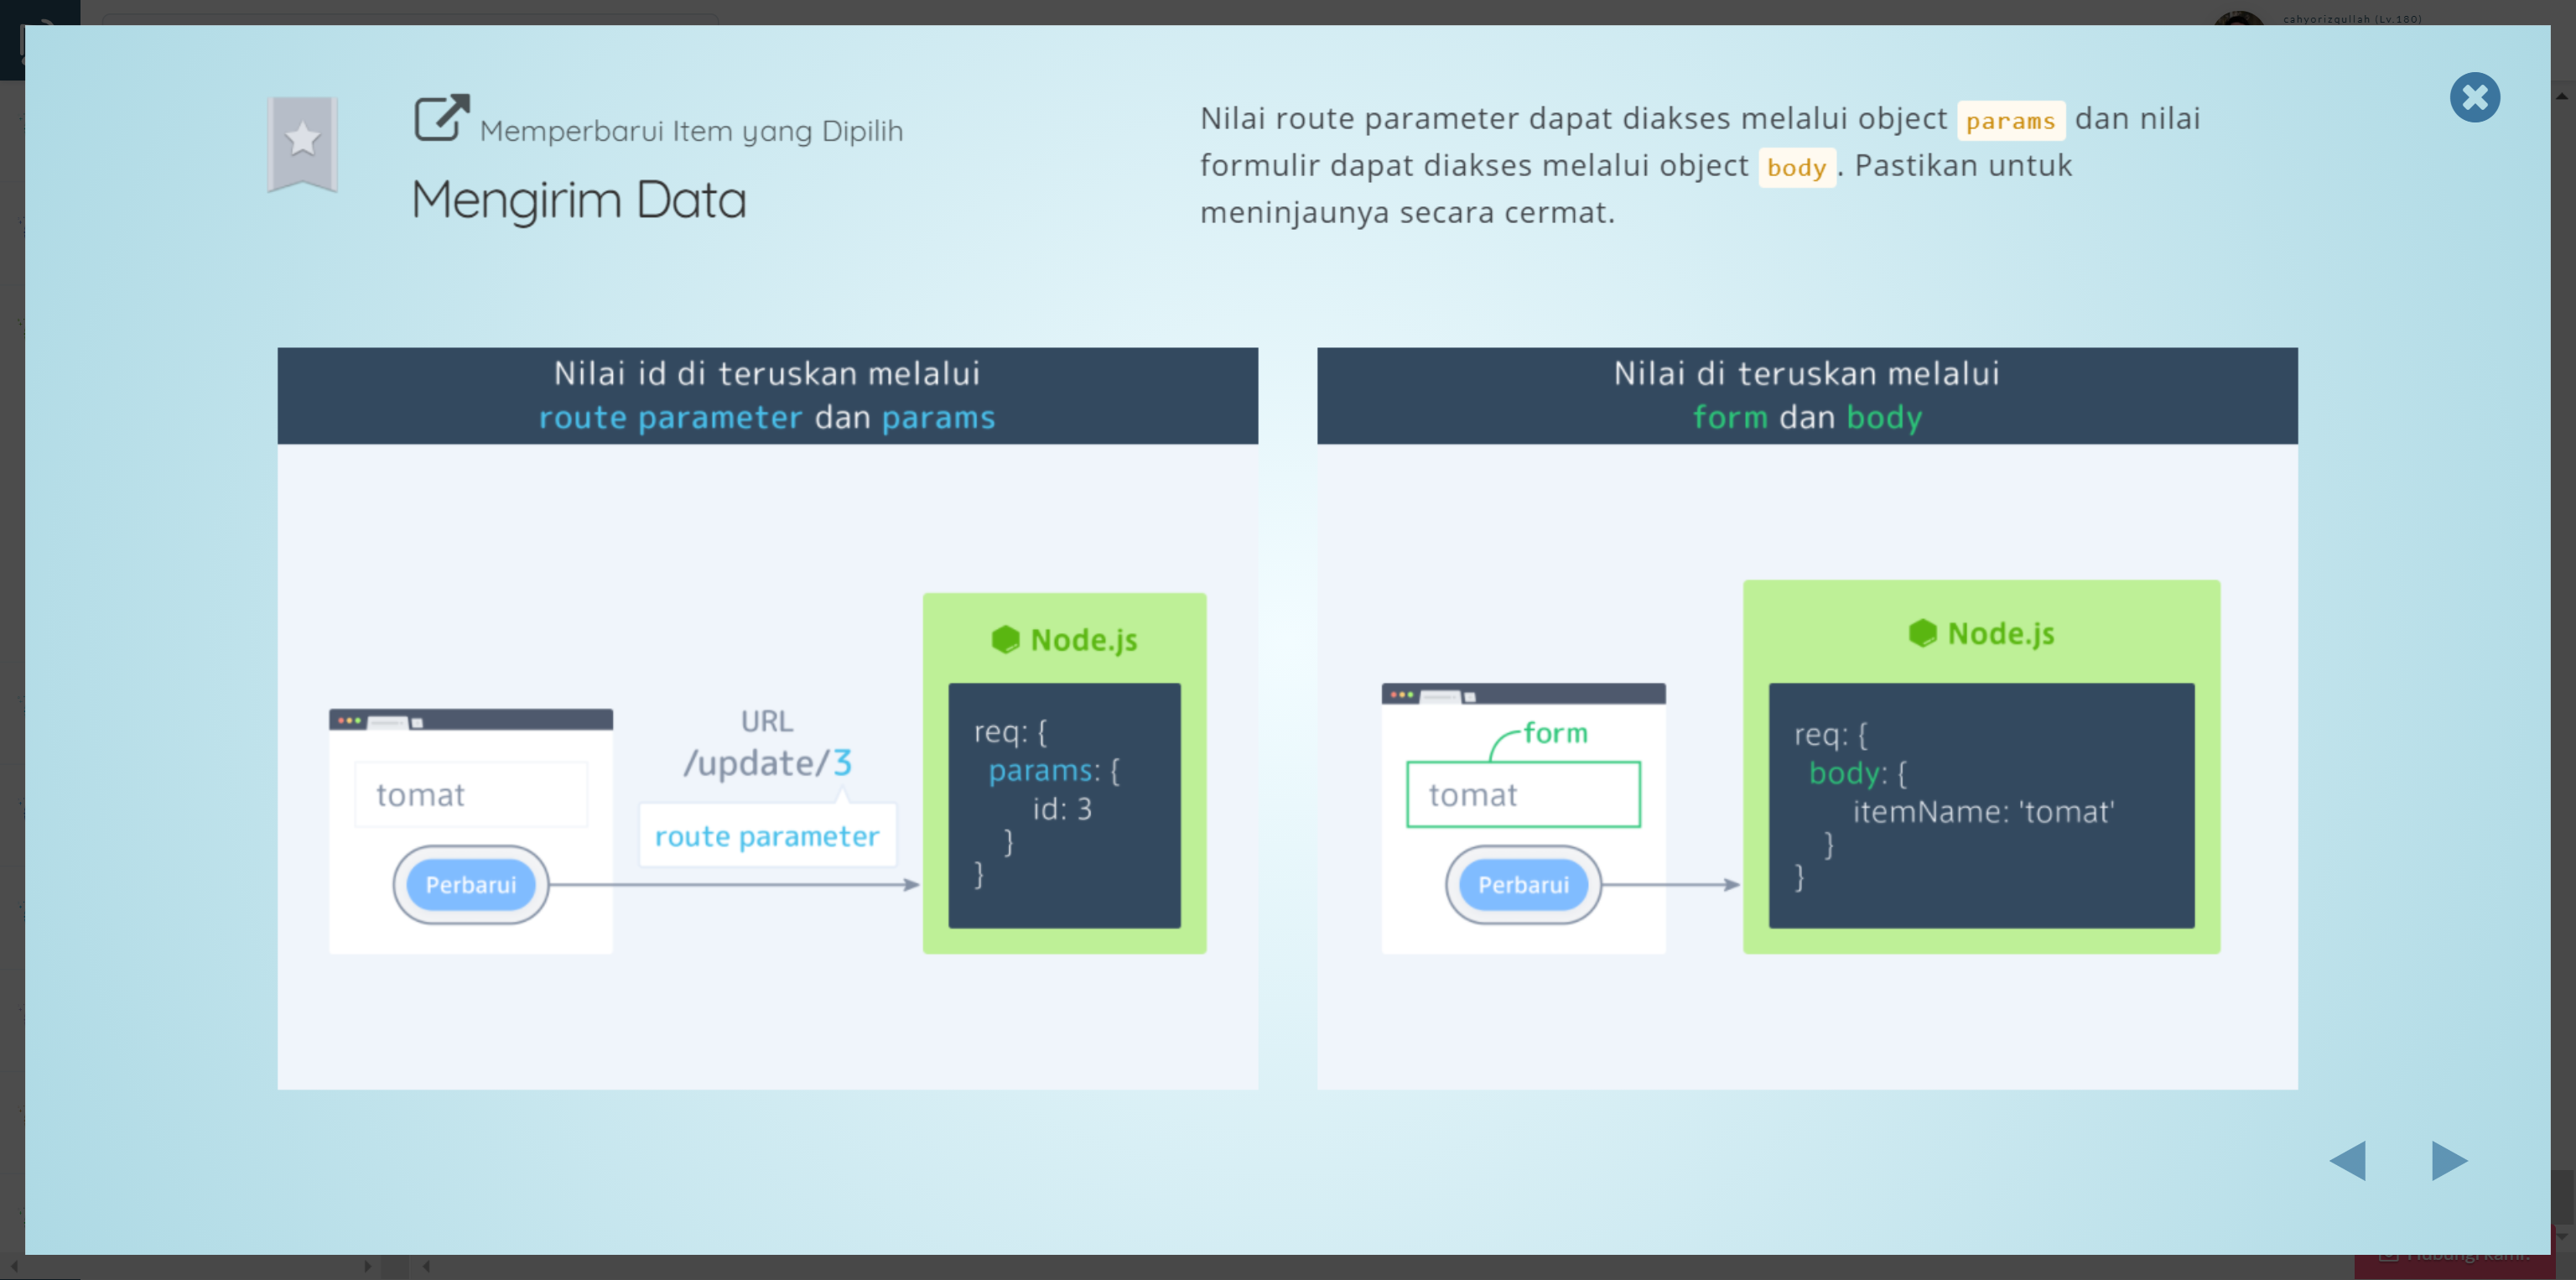 cahyorizqullah (Lv.180)
Memperbarui Item yang Dipilih
Mengirim Data
Nilai route parameter dapat diakses melalui object params dan nilai
formulir dapat diakses melalui object body. Pastikan untuk
meninjaunya secara cermat.
Nilai id di teruskan melalui
route parameter dan params
Node.js
URL
/update/3
route parameter
tomat
Perbarui
req: {
params: {
id: 3
}
}
Nilai di teruskan melalui
form dan body
Node.js
form
tomat
Perbarui
req: {
body: {
itemName: 'tomat'
}
}
Hubungi kami.